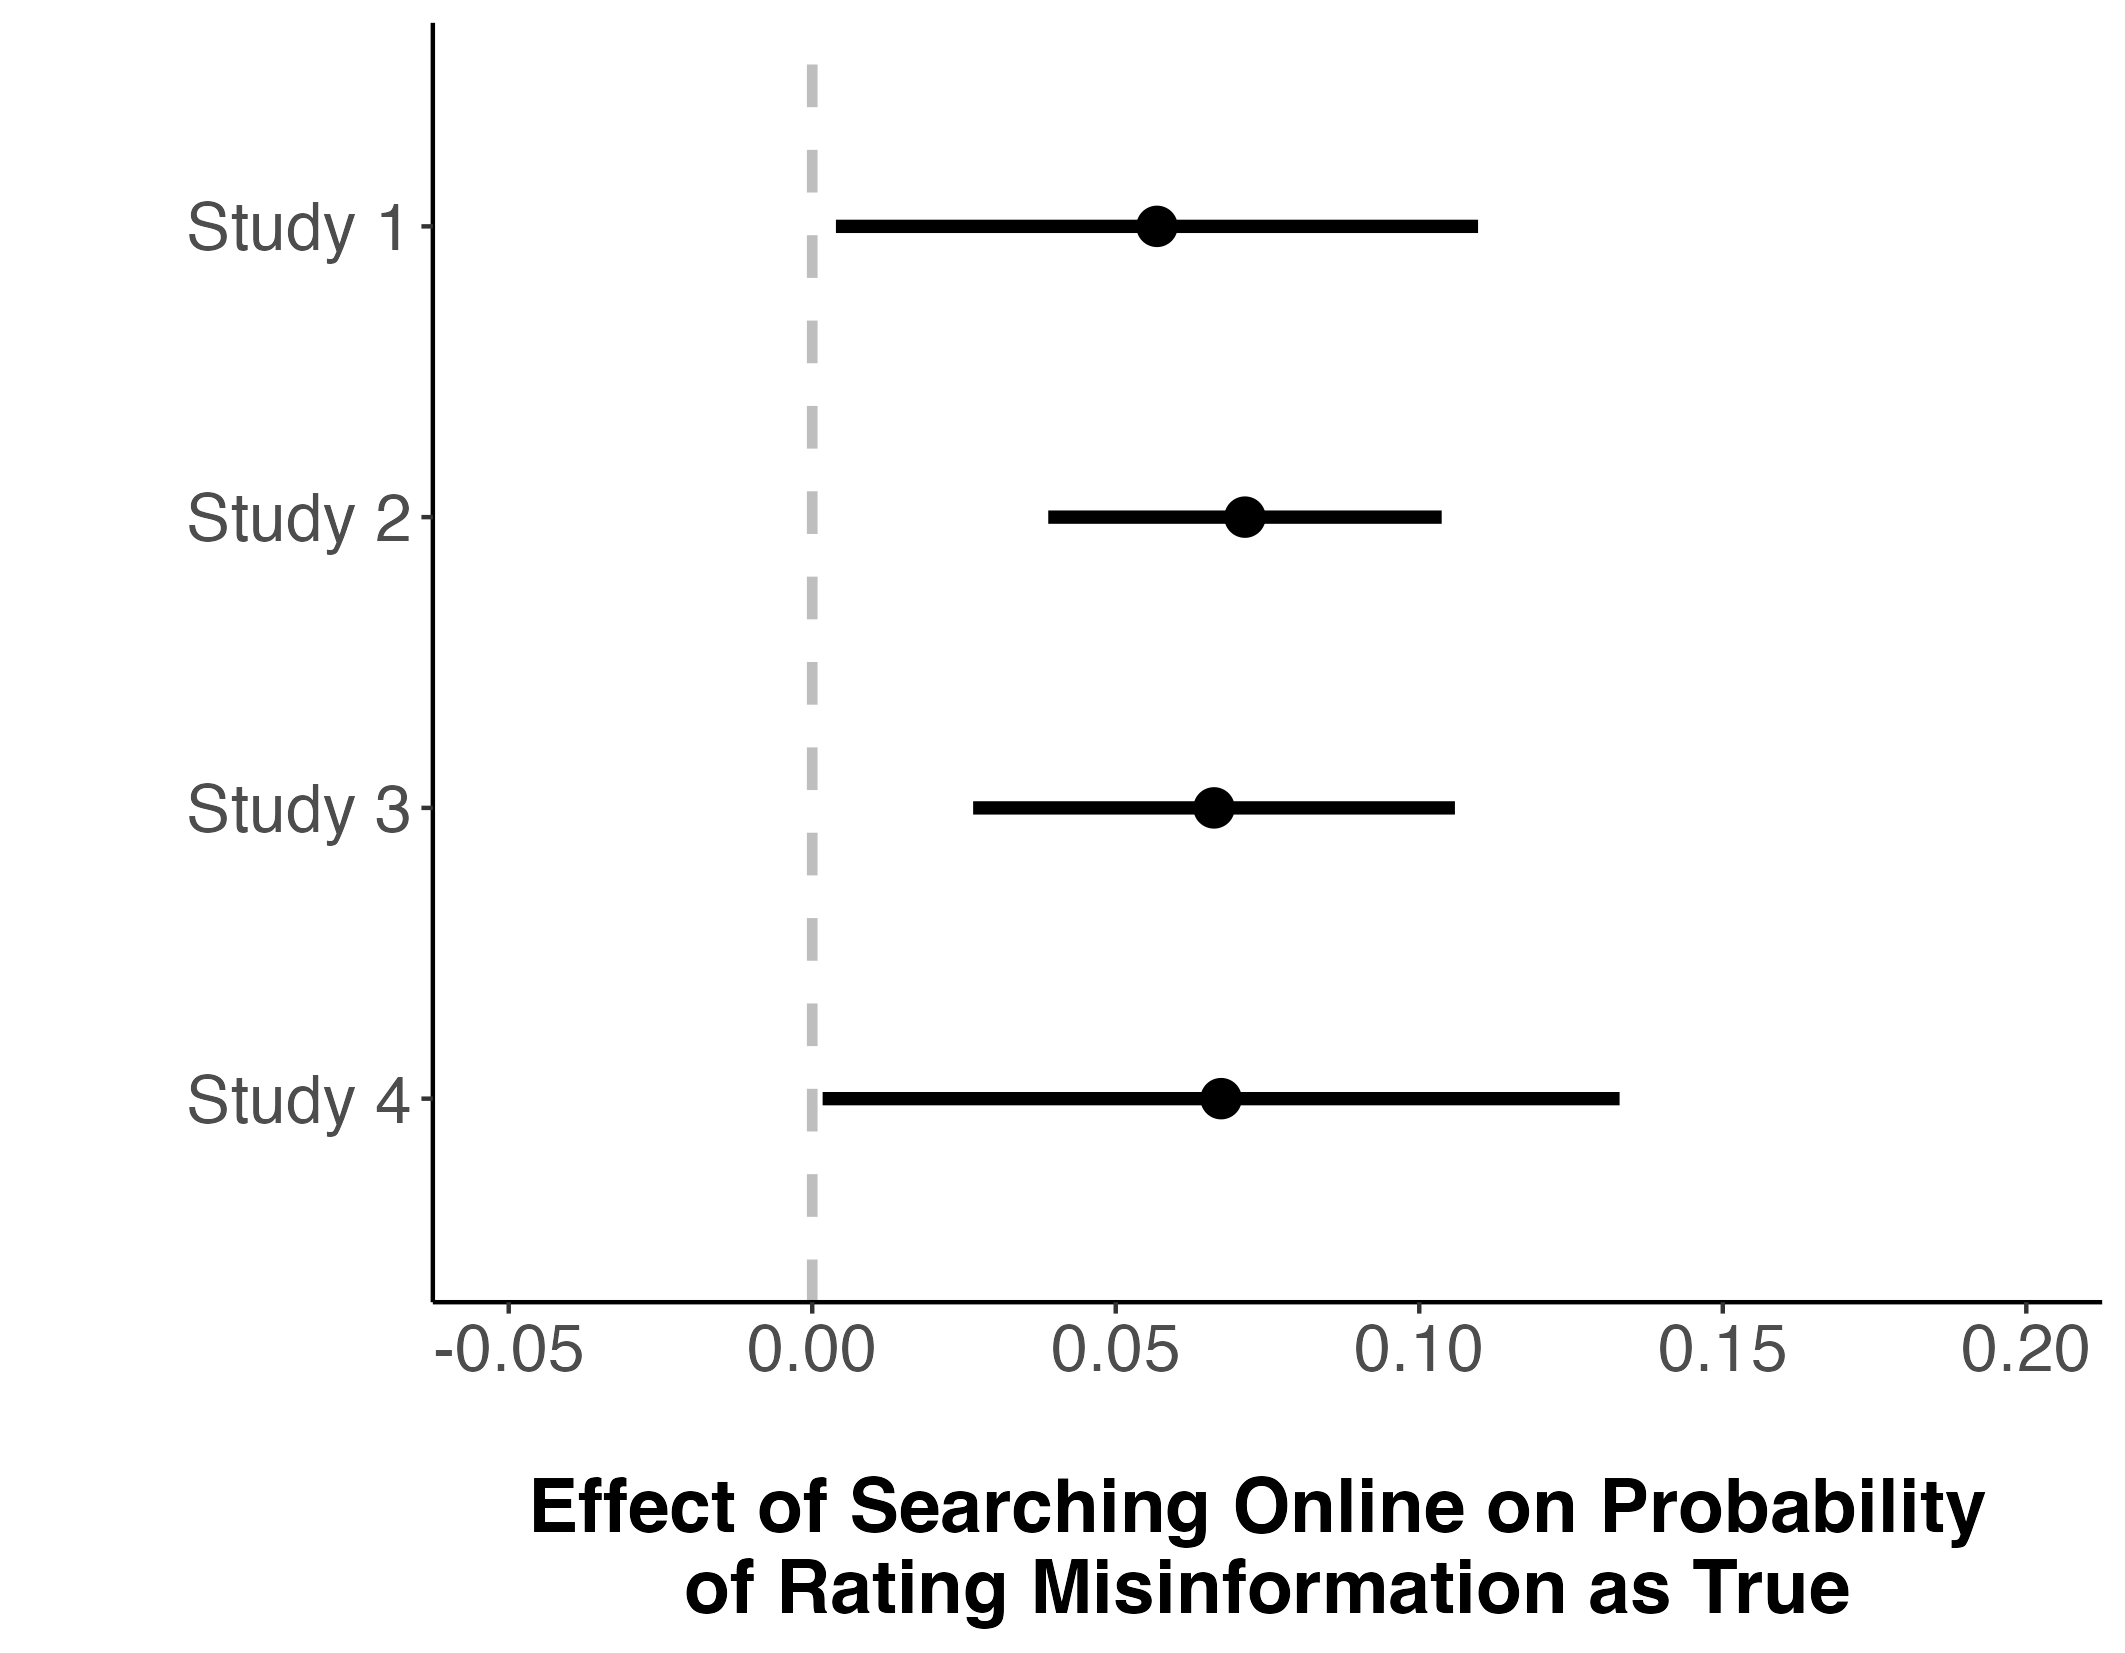 Study 1
Study 2
Study 3
Study 4
-0.05 0.00 0.05 0.10 0.15 0.20
Effect of Searching Online on Probability
of Rating Misinformation as True